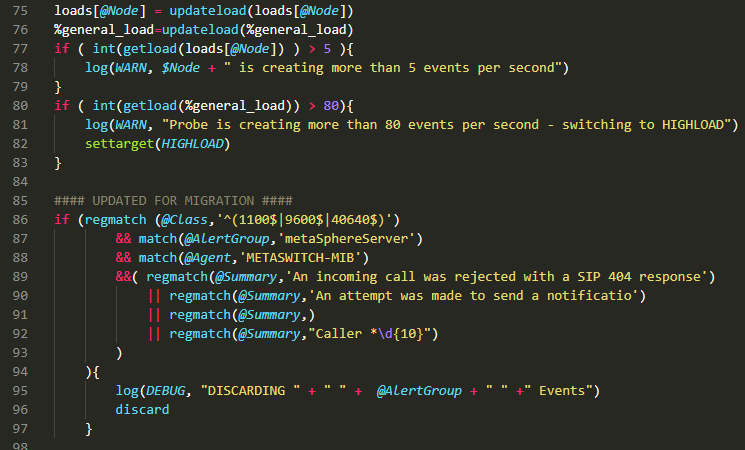 75 loads[@Node] = updateload(loads[@Node])
76 %general_load=updateload(%general_load)
77 if ( int(getload(loads[@Node]) ) > 5 ){
78     log(WARN, $Node + " is creating more than 5 events per second")
79 }
80 if ( int(getload(%general_load)) > 80){
81     log(WARN, "Probe is creating more than 80 events per second - switching to HIGHLOAD")
82     settarget(HIGHLOAD)
83 }
84
85 #### UPDATED FOR MIGRATION ####
86 if (regmatch (@Class,'^(1100$|9600$|40640$)')
87         && match(@AlertGroup,'metaSphereServer')
88         && match(@Agent,'METASWITCH-MIB')
89         &&( regmatch(@Summary,'An incoming call was rejected with a SIP 404 response')
90             || regmatch(@Summary,'An attempt was made to send a notificatio')
91             || regmatch(@Summary,)
92             || regmatch(@Summary,"Caller *\d{10}")
93         )
94     ){
95         log(DEBUG, "DISCARDING " + " " +  @AlertGroup + " " +" Events")
96         discard
97     }
98